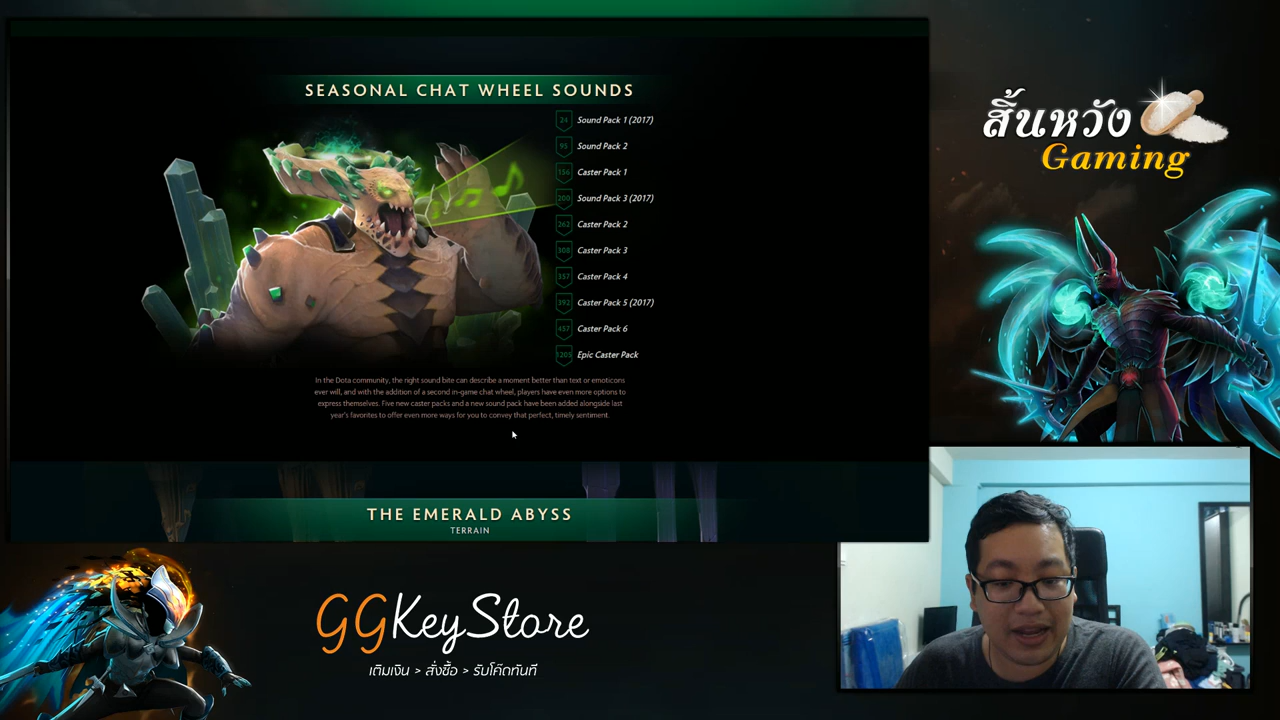 SEASONAL CHAT WHEEL SOUNDS
24 Sound Pack 1 (2017)
95 Sound Pack 2
156 Caster Pack 1
200 Sound Pack 3 (2017)
262 Caster Pack 2
308 Caster Pack 3
357 Caster Pack 4
392 Caster Pack 5 (2017)
457 Caster Pack 6
1205 Epic Caster Pack
In the Dota community, the right sound bite can describe a moment better than text or emoticons
ever will, and with the addition of a second in-game chat wheel, players have even more options to
express themselves. Five new caster packs and a new sound pack have been added alongside last
year's favorites to offer even more ways for you to convey that perfect, timely sentiment.
THE EMERALD ABYSS
TERRAIN
สิ้นหวัง
Gaming
GGKeyStore
เติมเงิน > สั่งซื้อ > รับโค๊ดทันที